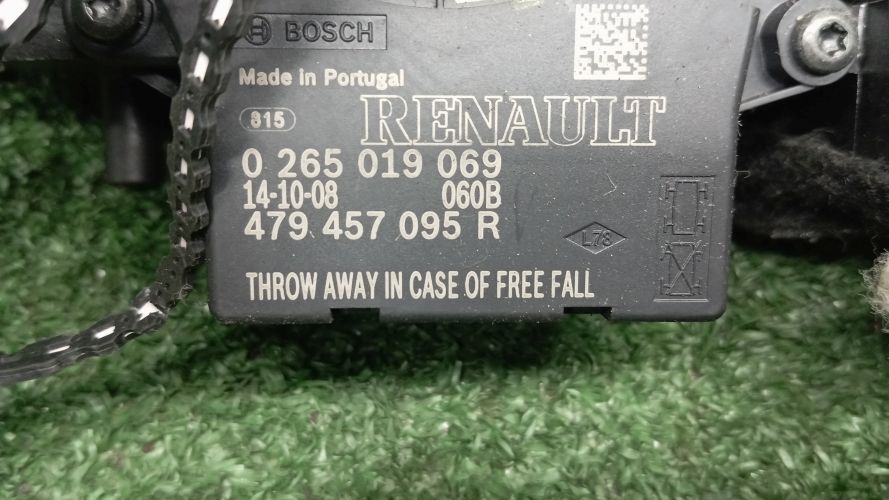 BOSCH
Made in Portugal
815
RENAULT
0 265 019 069
14-10-08 060B
479 457 095 R
L78
THROW AWAY IN CASE OF FREE FALL